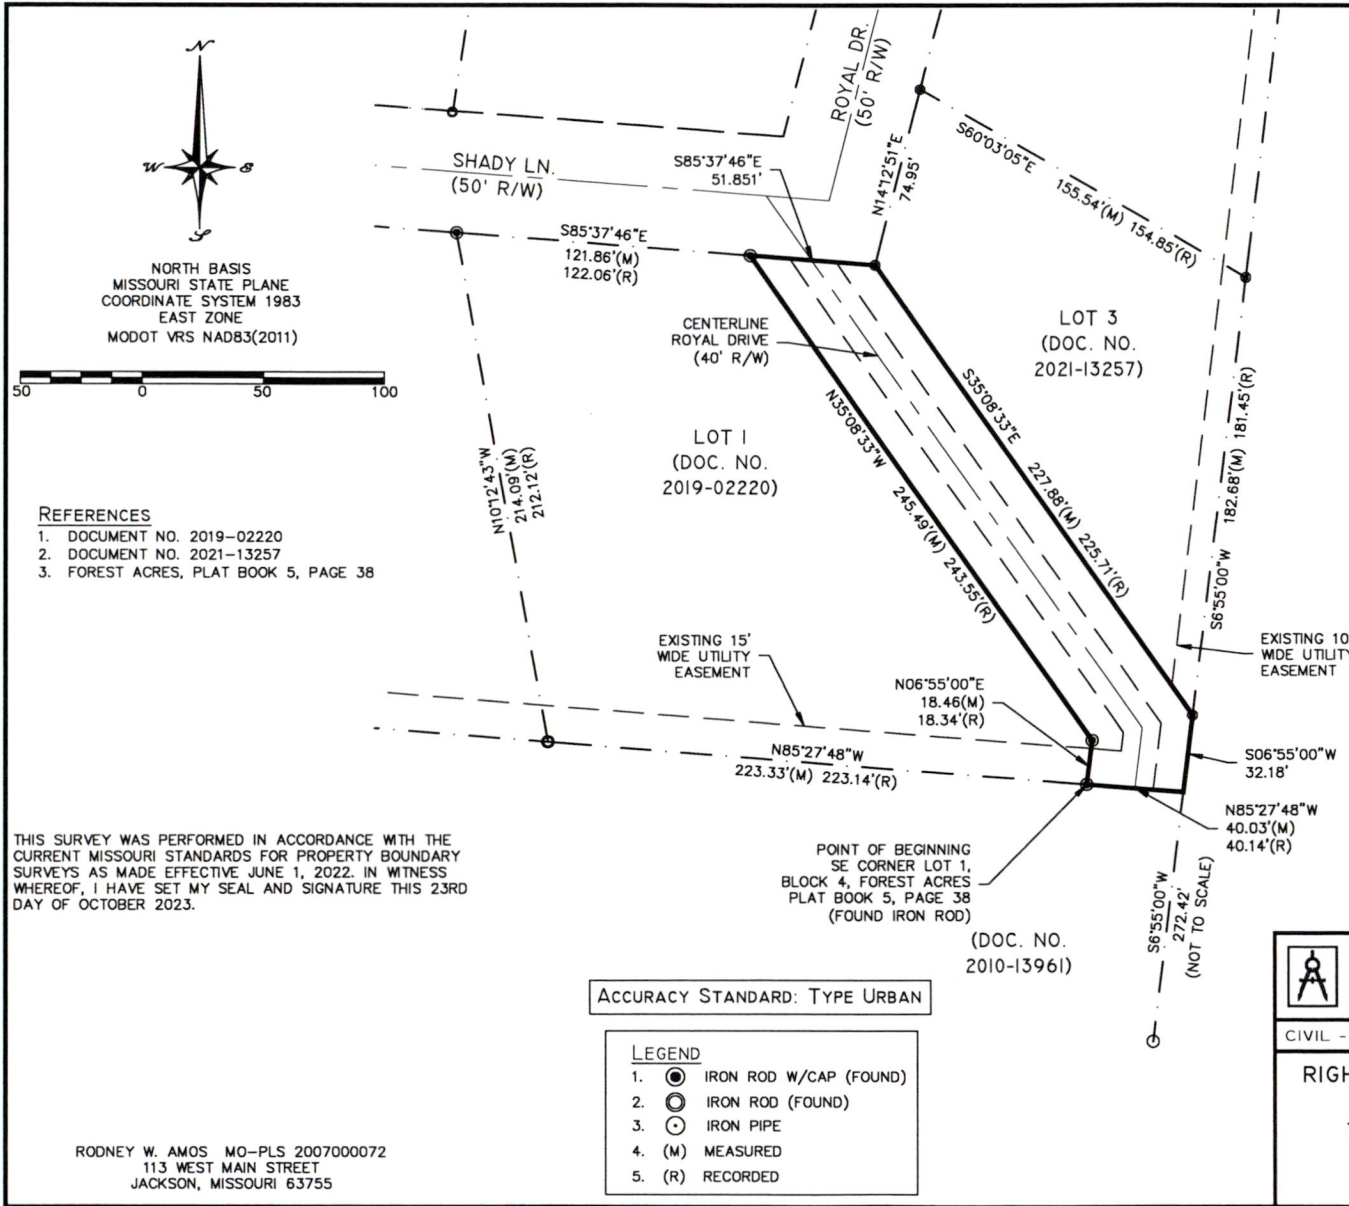 N
W
E
S
NORTH BASIS
MISSOURI STATE PLANE
COORDINATE SYSTEM 1983
EAST ZONE
MODOT VRS NAD83(2011)
50 0 50 100
REFERENCES
1. DOCUMENT NO. 2019-02220
2. DOCUMENT NO. 2021-13257
3. FOREST ACRES, PLAT BOOK 5, PAGE 38
SHADY LN.
(50' R/W)
ROYAL DR.
(50' R/W)
S85°37'46"E
51.851'
N14°12'51"E
74.95'
S60°03'05"E 155.54'(M) 154.85'(R)
S85°37'46"E
121.86'(M)
122.06'(R)
CENTERLINE
ROYAL DRIVE
(40' R/W)
LOT 3
(DOC. NO.
2021-13257)
LOT 1
(DOC. NO.
2019-02220)
N10°12'43"W
214.09'(M)
212.12'(R)
N35°08'33"W 245.49'(M) 243.55'(R)
S35°08'33"E 227.88'(M) 225.71'(R)
S6°55'00"W 182.68'(M) 181.45'(R)
EXISTING 15'
WIDE UTILITY
EASEMENT
EXISTING 10
WIDE UTILITY
EASEMENT
N06°55'00"E
18.46(M)
18.34'(R)
N85°27'48"W
223.33'(M) 223.14'(R)
S06°55'00"W
32.18'
N85°27'48"W
40.03'(M)
40.14'(R)
THIS SURVEY WAS PERFORMED IN ACCORDANCE WITH THE
CURRENT MISSOURI STANDARDS FOR PROPERTY BOUNDARY
SURVEYS AS MADE EFFECTIVE JUNE 1, 2022. IN WITNESS
WHEREOF, I HAVE SET MY SEAL AND SIGNATURE THIS 23RD
DAY OF OCTOBER 2023.
POINT OF BEGINNING
SE CORNER LOT 1,
BLOCK 4, FOREST ACRES
PLAT BOOK 5, PAGE 38
(FOUND IRON ROD)
(DOC. NO.
2010-13961)
S6°55'00"W
272.42'
(NOT TO SCALE)
ACCURACY STANDARD: TYPE URBAN
LEGEND
1. IRON ROD W/CAP (FOUND)
2. IRON ROD (FOUND)
3. IRON PIPE
4. (M) MEASURED
5. (R) RECORDED
RODNEY W. AMOS MO-PLS 2007000072
113 WEST MAIN STREET
JACKSON, MISSOURI 63755
CIVIL -
RIGH